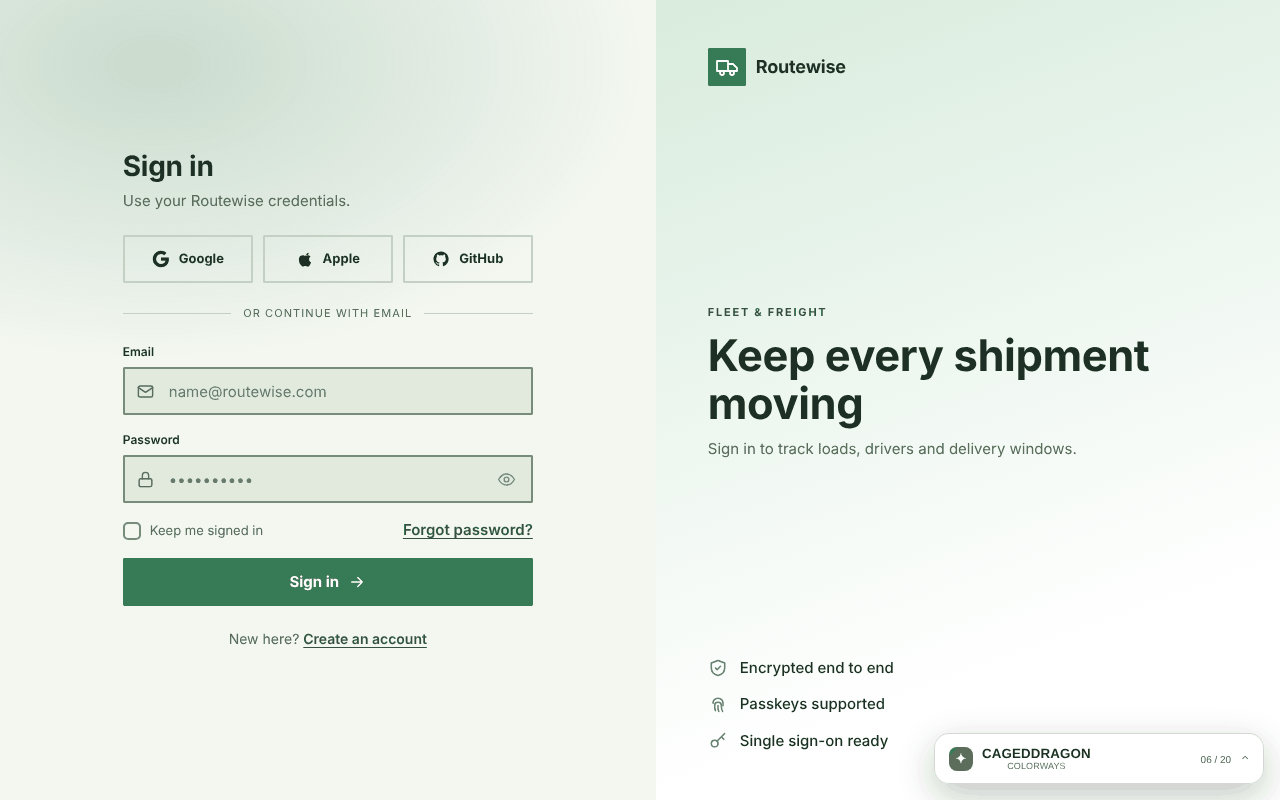 Sign in
Use your Routewise credentials.
Google
Apple
GitHub
OR CONTINUE WITH EMAIL
Email
name@routewise.com
Password
••••••••••
Keep me signed in
Forgot password?
Sign in
New here? Create an account
Routewise
FLEET & FREIGHT
Keep every shipment
moving
Sign in to track loads, drivers and delivery windows.
Encrypted end to end
Passkeys supported
Single sign-on ready
CAGEDDRAGON
COLORWAYS
06 / 20